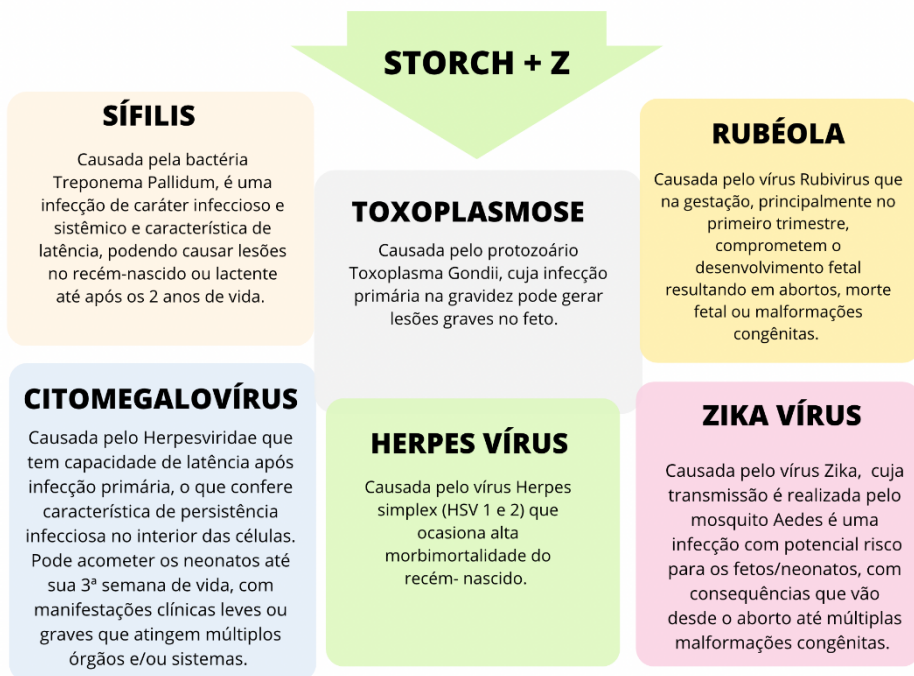 STORCH + Z
SÍFILIS
Causada pela bactéria
Treponema Pallidum, é uma
infecção de caráter infeccioso e
sistêmico e característica de
latência, podendo causar lesões
no recém-nascido ou lactente
até após os 2 anos de vida.
TOXOPLASMOSE
Causada pelo protozoário
Toxoplasma Gondii, cuja infecção
primária na gravidez pode gerar
lesões graves no feto.
RUBÉOLA
Causada pelo vírus Rubivirus que
na gestação, principalmente no
primeiro trimestre,
comprometem o
desenvolvimento fetal
resultando em abortos, morte
fetal ou malformações
congênitas.
CITOMEGALOVÍRUS
Causada pelo Herpesviridae que
tem capacidade de latência após
infecção primária, o que confere
característica de persistência
infecciosa no interior das células.
Pode acometer os neonatos até
sua 3ª semana de vida, com
manifestações clínicas leves ou
graves que atingem múltiplos
órgãos e/ou sistemas.
HERPES VÍRUS
Causada pelo vírus Herpes
simplex (HSV 1 e 2) que
ocasiona alta
morbimortalidade do
recém- nascido.
ZIKA VÍRUS
Causada pelo vírus Zika, cuja
transmissão é realizada pelo
mosquito Aedes é uma
infecção com potencial risco
para os fetos/neonatos, com
consequências que vão
desde o aborto até múltiplas
malformações congênitas.